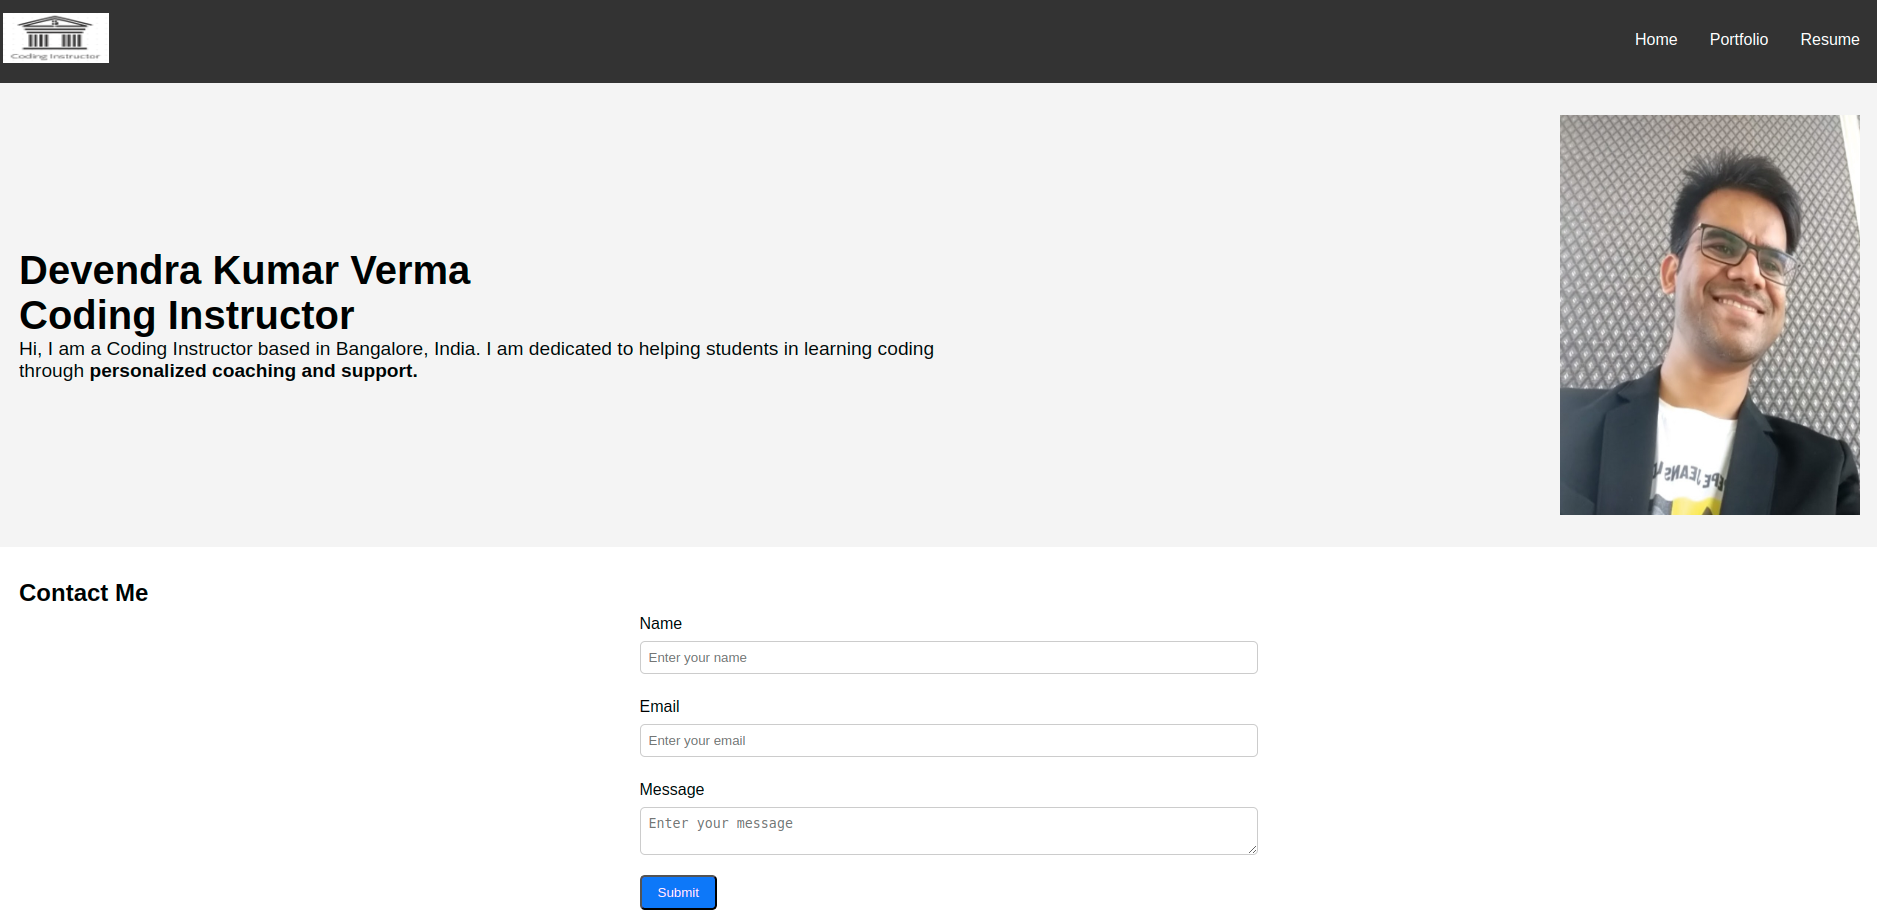 Coding Instructor
Home Portfolio Resume
Devendra Kumar Verma
Coding Instructor
Hi, I am a Coding Instructor based in Bangalore, India. I am dedicated to helping students in learning coding
through personalized coaching and support.
JEANS
Contact Me
Name
Enter your name
Email
Enter your email
Message
Enter your message
Submit